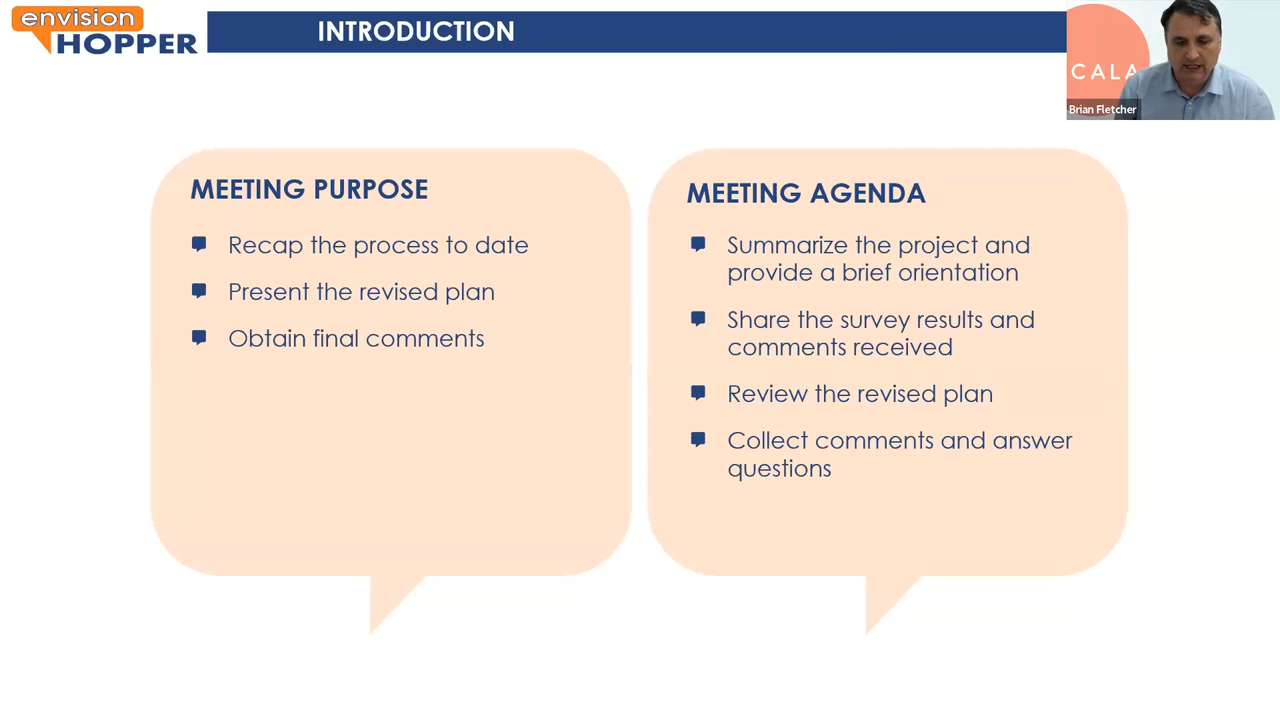 envision
HOPPER
INTRODUCTION
CALA
Brian Fletcher
MEETING PURPOSE
Recap the process to date
Present the revised plan
Obtain final comments
MEETING AGENDA
Summarize the project and
provide a brief orientation
Share the survey results and
comments received
Review the revised plan
Collect comments and answer
questions